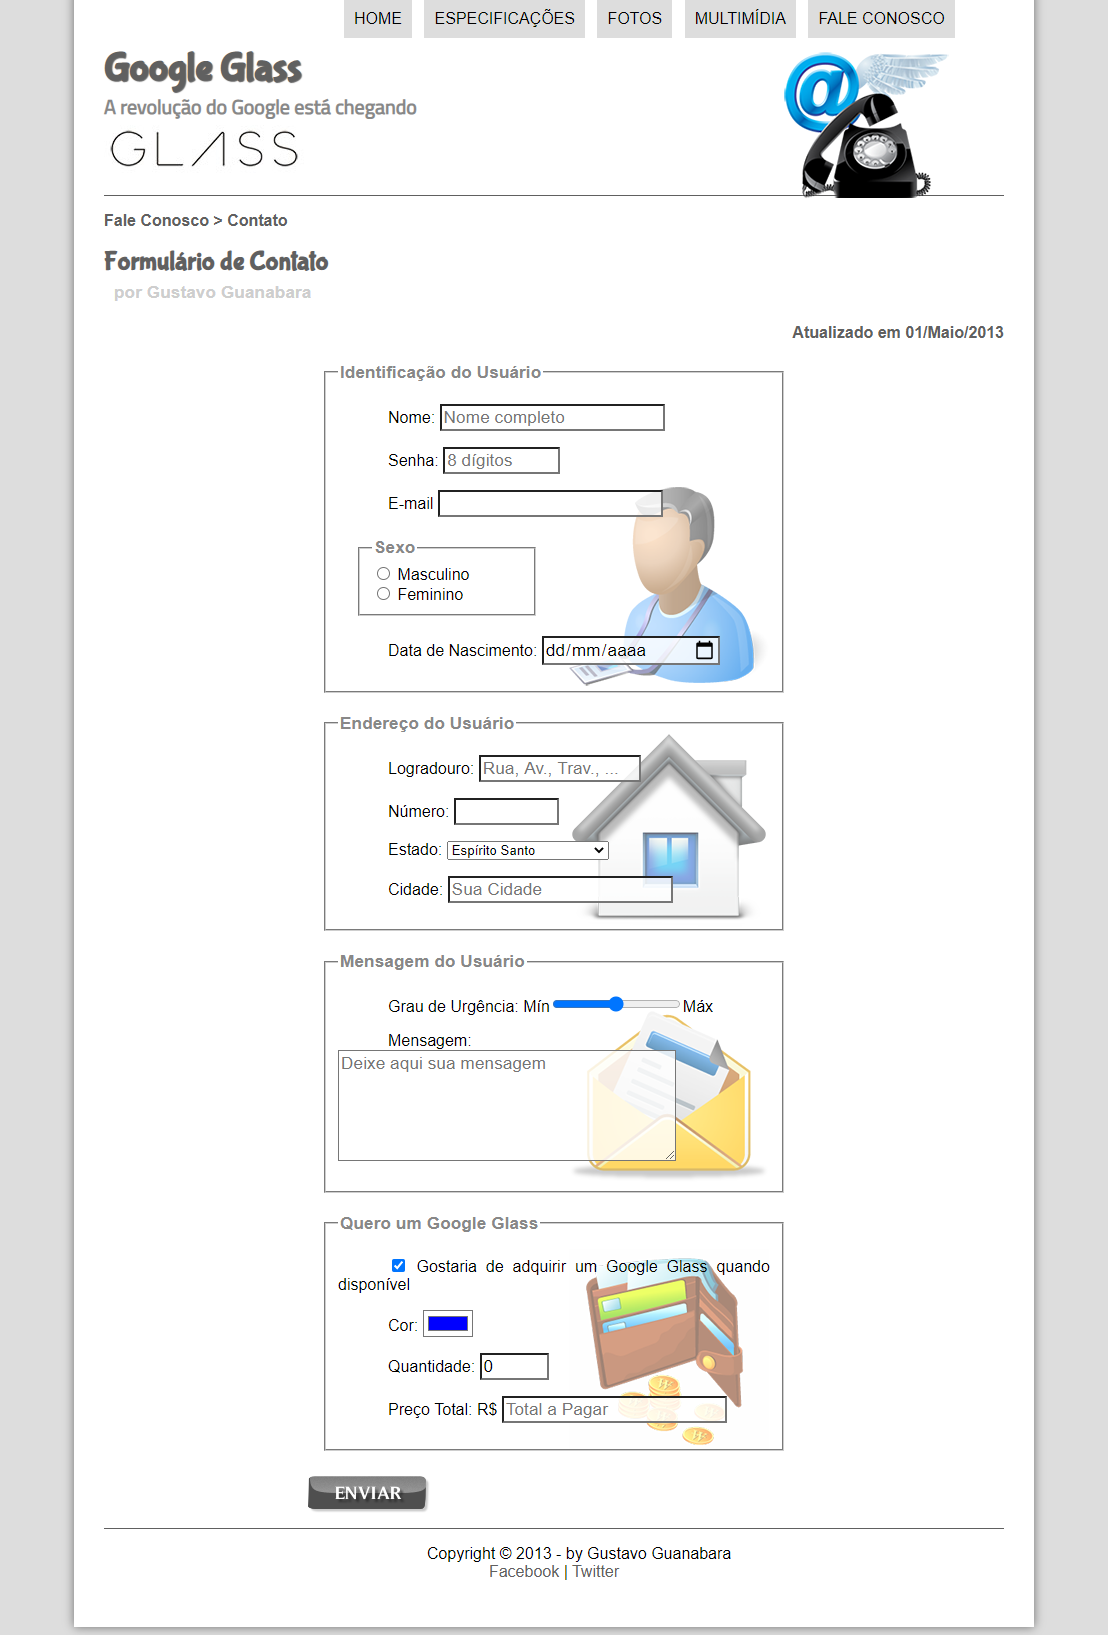 HOME ESPECIFICAÇÕES FOTOS MULTIMÍDIA FALE CONOSCO
Google Glass
A revolução do Google está chegando
GLASS
@
Fale Conosco > Contato
Formulário de Contato
por Gustavo Guanabara
Atualizado em 01/Maio/2013
Identificação do Usuário
Nome: Nome completo
Senha: 8 dígitos
E-mail
Sexo
Masculino
Feminino
Data de Nascimento: dd/mm/aaaa
Endereço do Usuário
Logradouro: Rua, Av., Trav., ...
Número:
Estado: Espírito Santo
Cidade: Sua Cidade
Mensagem do Usuário
Grau de Urgência: Mín Máx
Mensagem:
Deixe aqui sua mensagem
Quero um Google Glass
Gostaria de adquirir um Google Glass quando
disponível
Cor:
Quantidade: 0
Preço Total: R$ Total a Pagar
ENVIAR
Copyright © 2013 - by Gustavo Guanabara
Facebook | Twitter